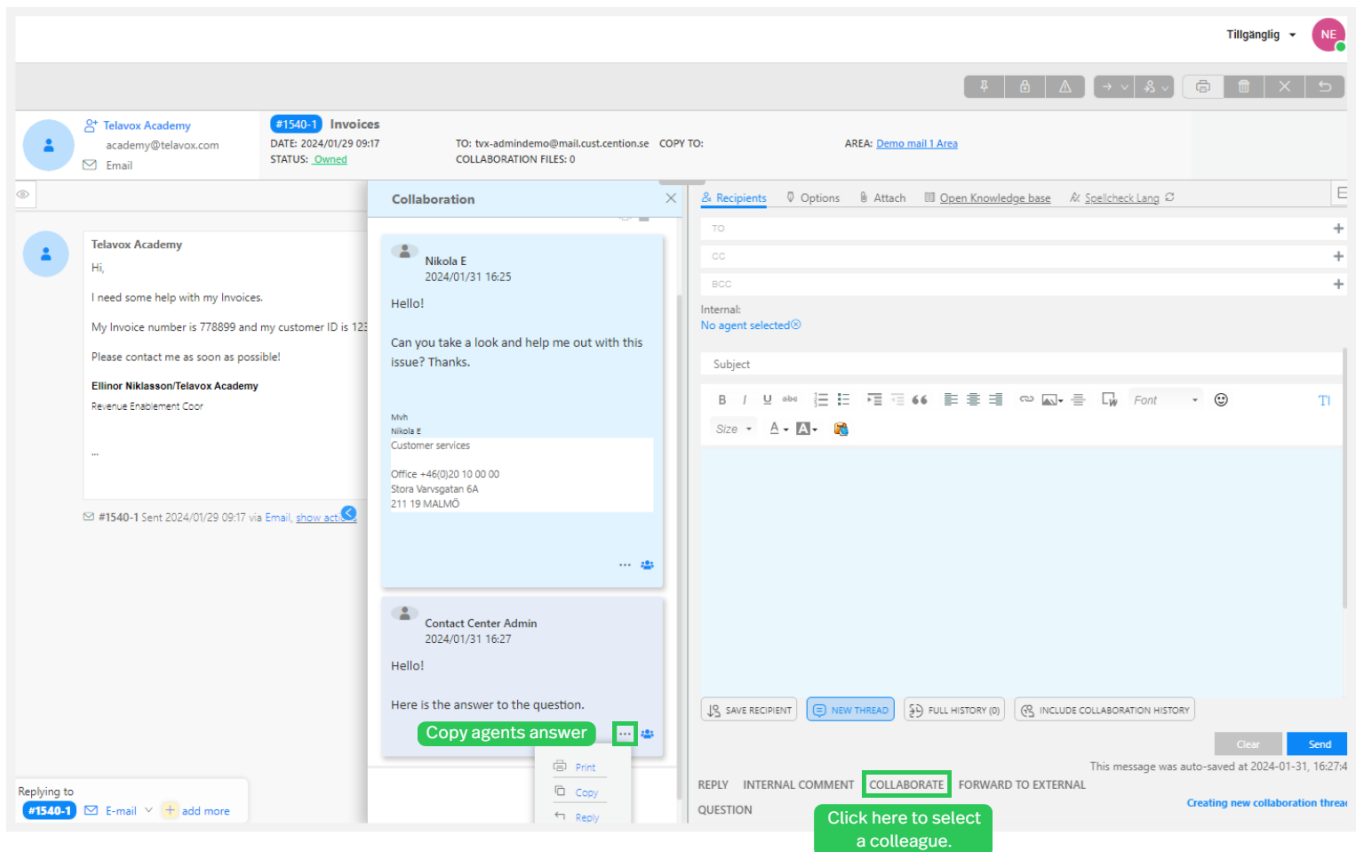 Tillgänglig
NE
Telavox Academy
academy@telavox.com
Email
#1540-1 Invoices
DATE: 2024/01/29 09:17
STATUS: Owned
TO: tvx-admindemo@mail.cust.cention.se COPY TO:
COLLABORATION FILES: 0
AREA: Demo mail 1 Area
Telavox Academy
Hi,
I need some help with my Invoices.
My Invoice number is 778899 and my customer ID is 123
Please contact me as soon as possible!
Ellinor Niklasson/Telavox Academy
Revenue Enablement Coor
...
#1540-1 Sent 2024/01/29 09:17 via Email, show actions
Replying to
#1540-1 E-mail + add more
Collaboration
Nikola E
2024/01/31 16:25
Hello!
Can you take a look and help me out with this
issue? Thanks.
Mvh
Nikola E
Customer services
Office +46(0)20 10 00 00
Stora Varvsgatan 6A
211 19 MALMÖ
Contact Center Admin
2024/01/31 16:27
Hello!
Here is the answer to the question.
Copy agents answer
Print
Copy
Reply
Recipients Options Attach Open Knowledge base Spellcheck Lang
TO
CC
BCC
Internal:
No agent selected
Subject
B I U abc Font
Size A A
SAVE RECIPIENT NEW THREAD FULL HISTORY (0) INCLUDE COLLABORATION HISTORY
Clear Send
This message was auto-saved at 2024-01-31, 16:27:4
REPLY INTERNAL COMMENT COLLABORATE FORWARD TO EXTERNAL
QUESTION
Creating new collaboration threa
Click here to select
a colleague.